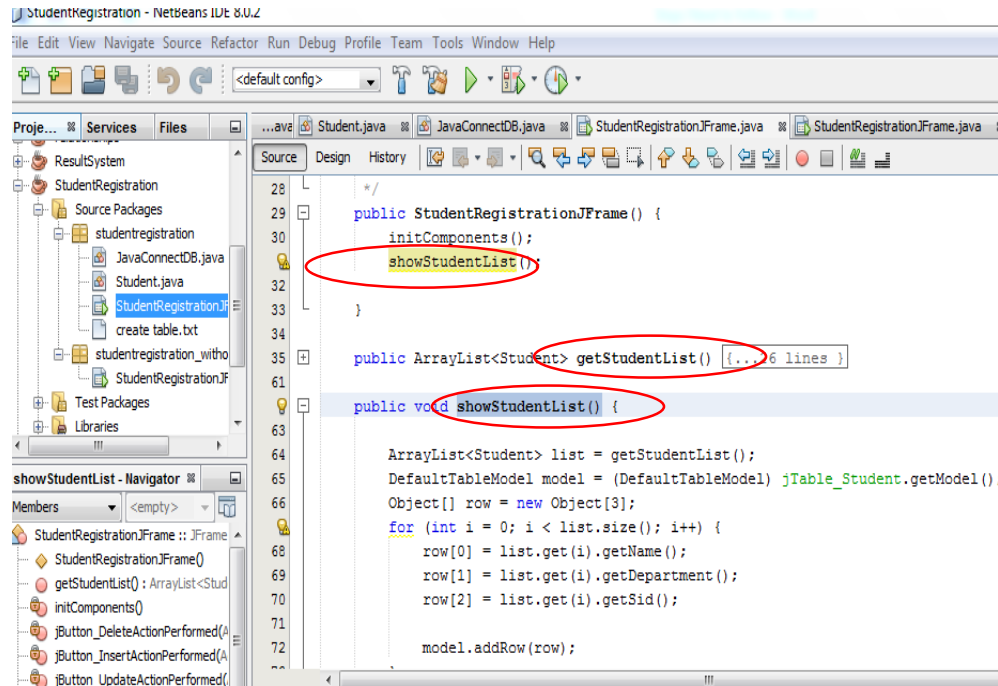 StudentRegistration - NetBeans IDE 8.0.2
File Edit View Navigate Source Refactor Run Debug Profile Team Tools Window Help
<default config>
Proje... Services Files
ResultSystem
StudentRegistration
Source Packages
studentregistration
JavaConnectDB.java
Student.java
StudentRegistrationJF
create table.txt
studentregistration_witho
StudentRegistrationJF
Test Packages
Libraries
showStudentList - Navigator
Members <empty>
StudentRegistrationJFrame :: JFrame
StudentRegistrationJFrame()
getStudentList() : ArrayList<Stud
initComponents()
jButton_DeleteActionPerformed(A
jButton_InsertActionPerformed(A
jButton_UpdateActionPerformed(
...ava Student.java JavaConnectDB.java StudentRegistrationJFrame.java StudentRegistrationJFrame.java
Source Design History
28 */
29 public StudentRegistrationJFrame() {
30 initComponents();
showStudentList();
32
33 }
34
35 public ArrayList<Student> getStudentList() {...26 lines }
61
public void showStudentList() {
63
64 ArrayList<Student> list = getStudentList();
65 DefaultTableModel model = (DefaultTableModel) jTable_Student.getModel()
66 Object[] row = new Object[3];
for (int i = 0; i < list.size(); i++) {
68 row[0] = list.get(i).getName();
69 row[1] = list.get(i).getDepartment();
70 row[2] = list.get(i).getSid();
71
72 model.addRow(row);